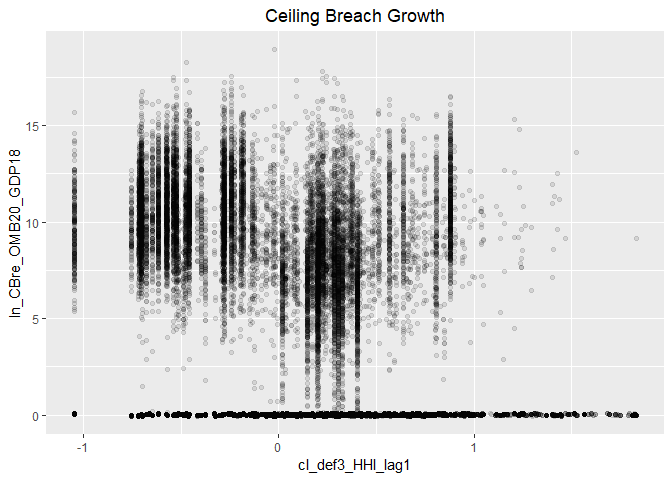 Ceiling Breach Growth
ln_CBre_OMB20_GDP18
15
10
5
0
-1
0
1
cl_def3_HHI_lag1